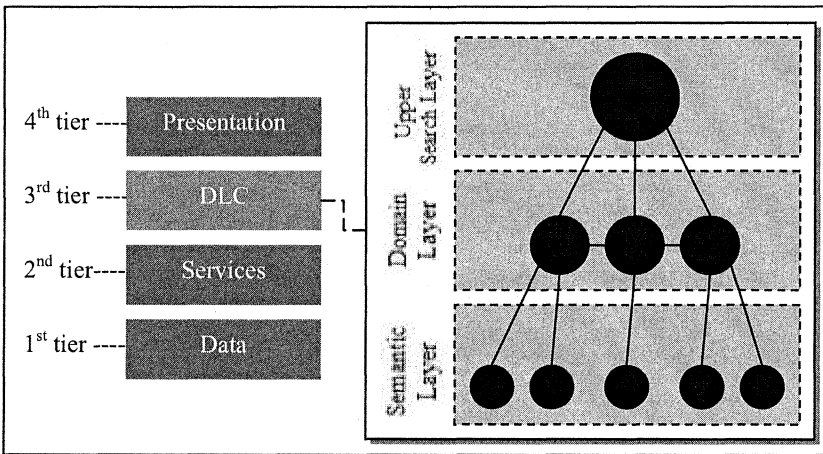 4th tier
Presentation
3rd tier
DLC
2nd tier
Services
1st tier
Data
Upper
Search Layer
Domain
Layer
Semantic
Layer